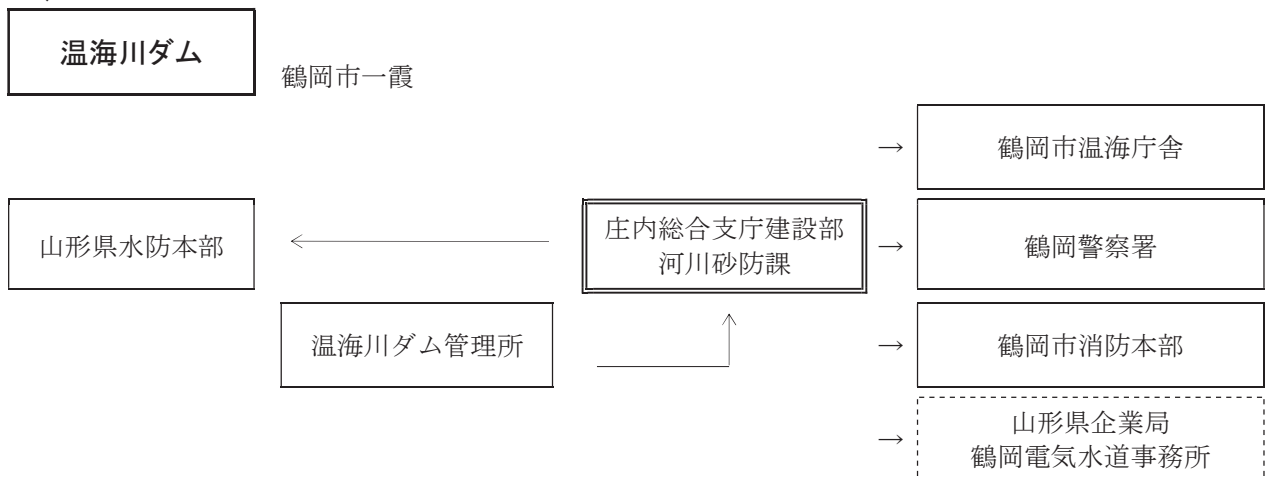 温海川ダム
鶴岡市一霞
→ 鶴岡市温海庁舎
山形県水防本部
←
庄内総合支庁建設部
河川砂防課
→ 鶴岡警察署
温海川ダム管理所
→ 鶴岡市消防本部
→
山形県企業局
鶴岡電気水道事務所